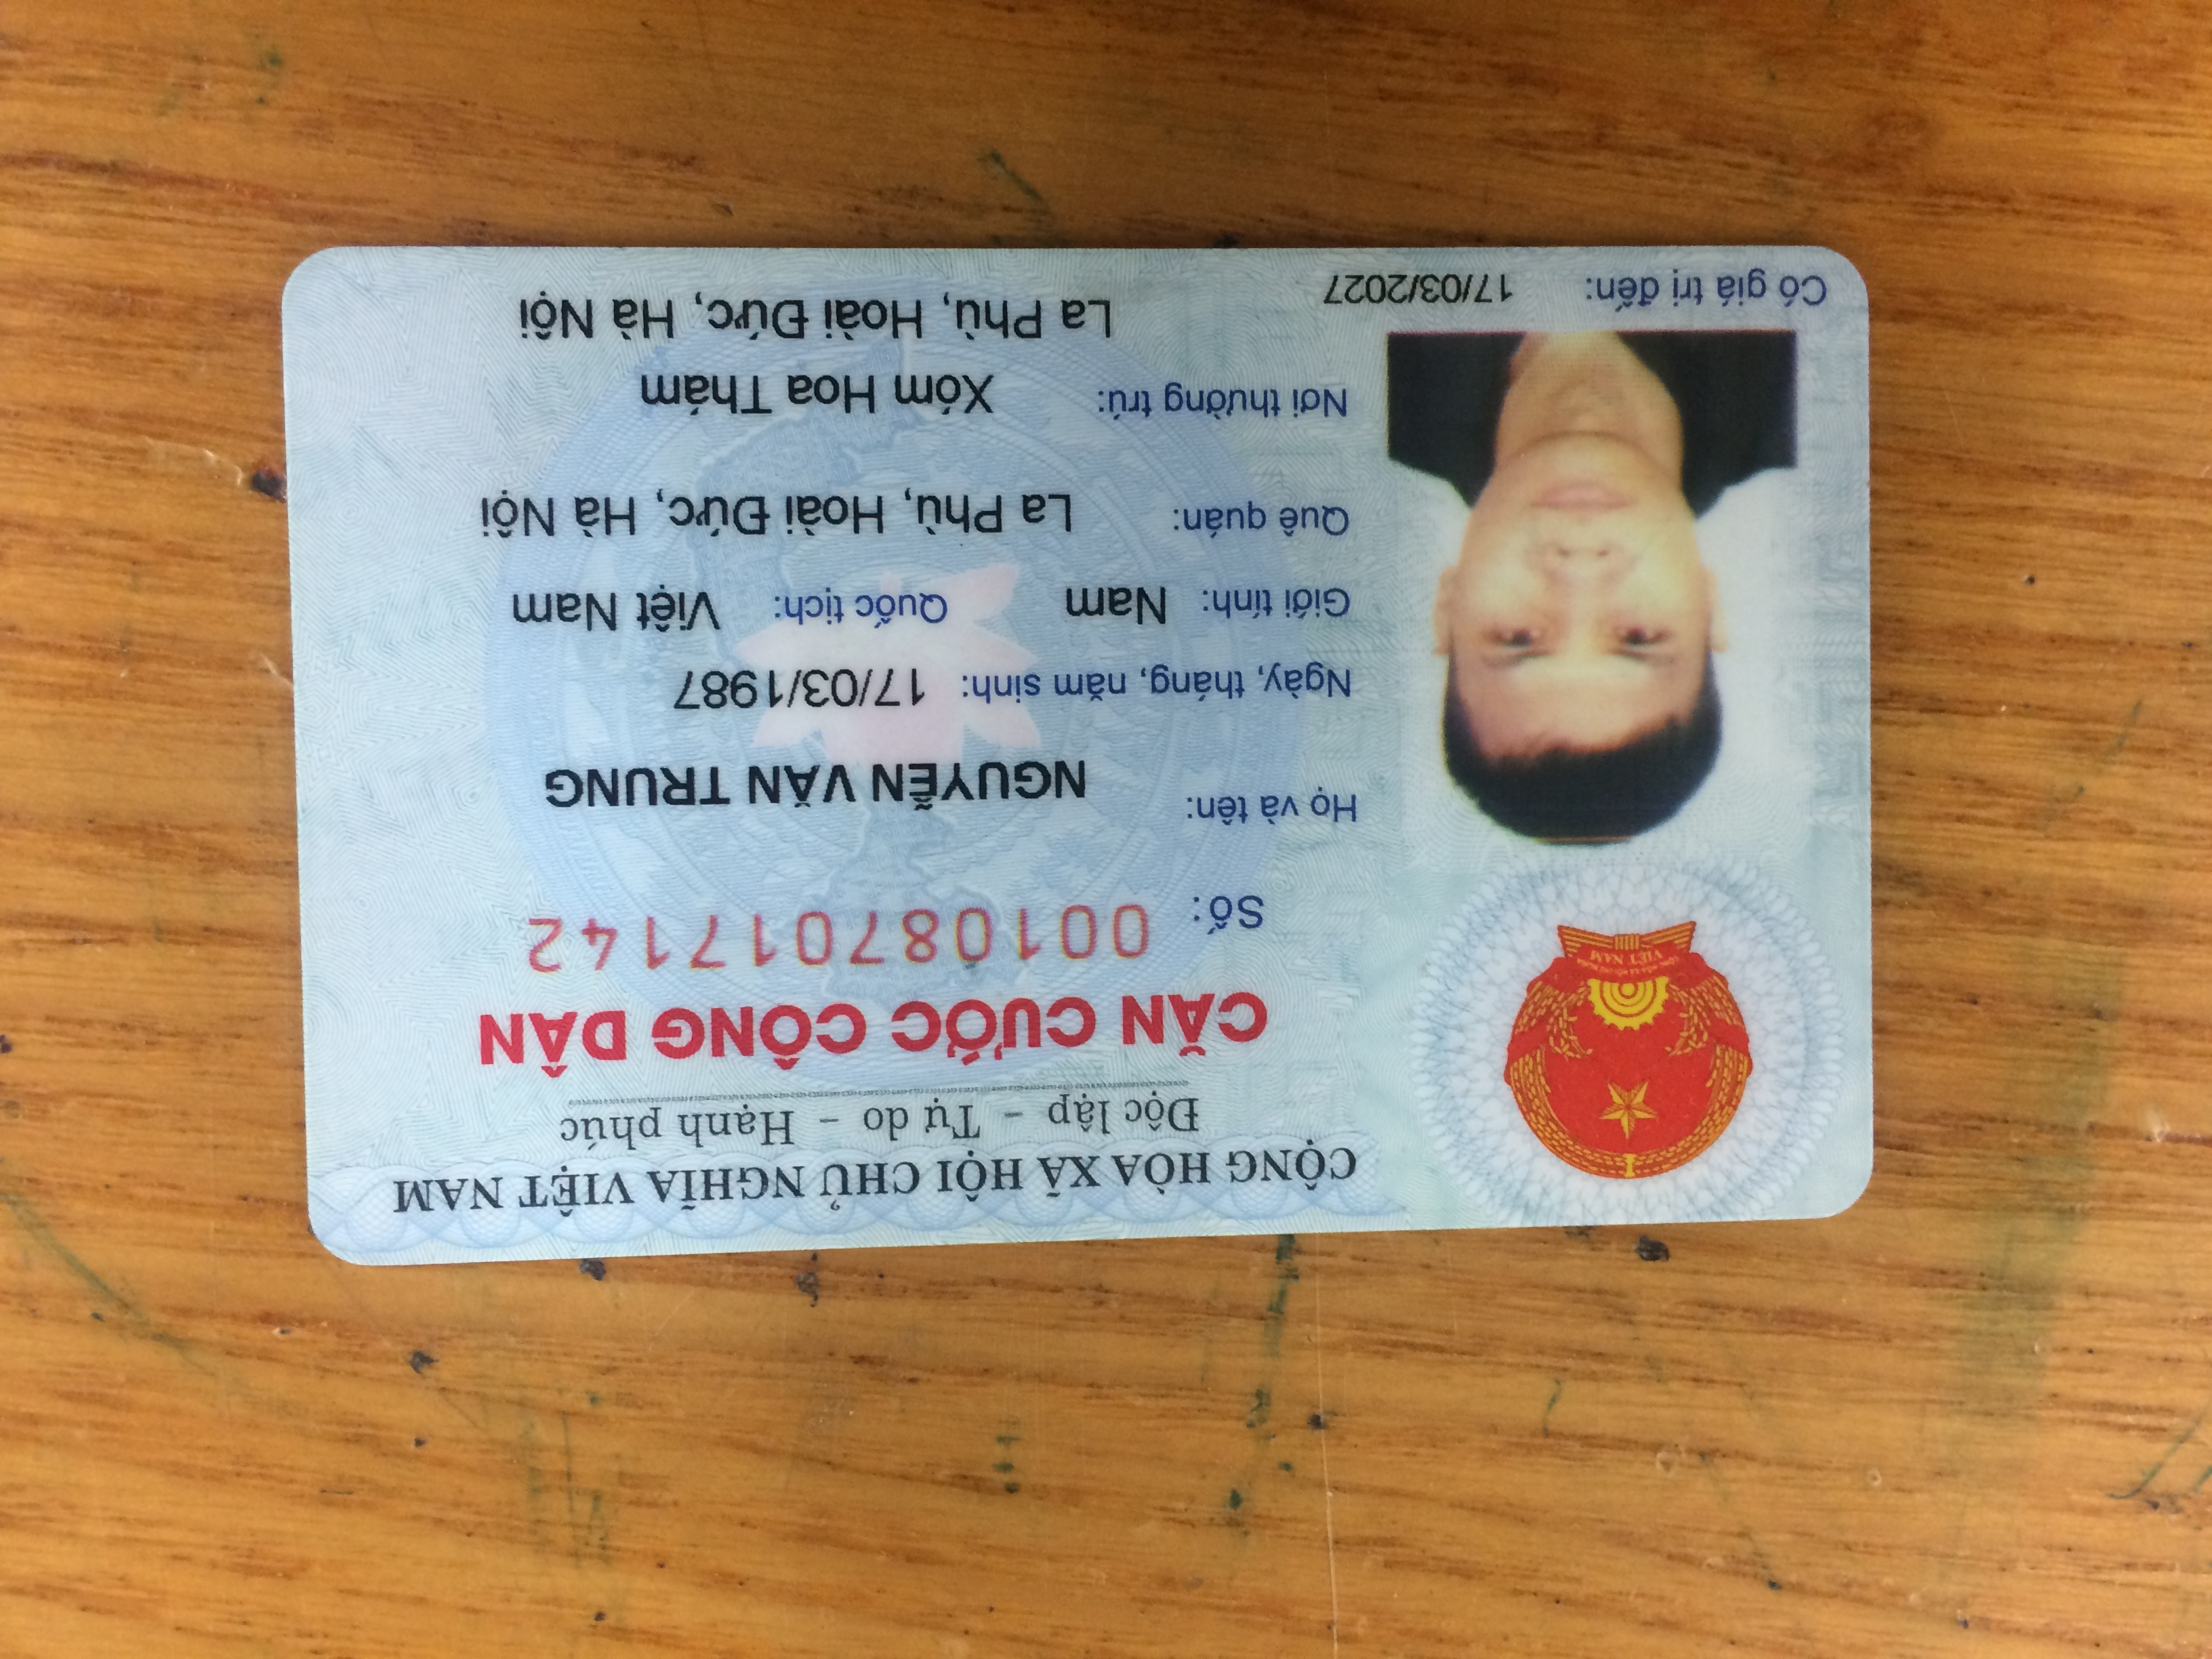 CỘNG HÒA XÃ HỘI CHỦ NGHĨA VIỆT NAM
Độc lập - Tự do - Hạnh phúc
CĂN CƯỚC CÔNG DÂN
Số: 001087017142
Họ và tên: NGUYỄN VĂN TRUNG
Ngày, tháng, năm sinh: 17/03/1987
Giới tính: Nam Quốc tịch: Việt Nam
Quê quán: La Phù, Hoài Đức, Hà Nội
Nơi thường trú: Xóm Hoa Thám
La Phù, Hoài Đức, Hà Nội
Có giá trị đến: 17/03/2027
VIỆT NAM